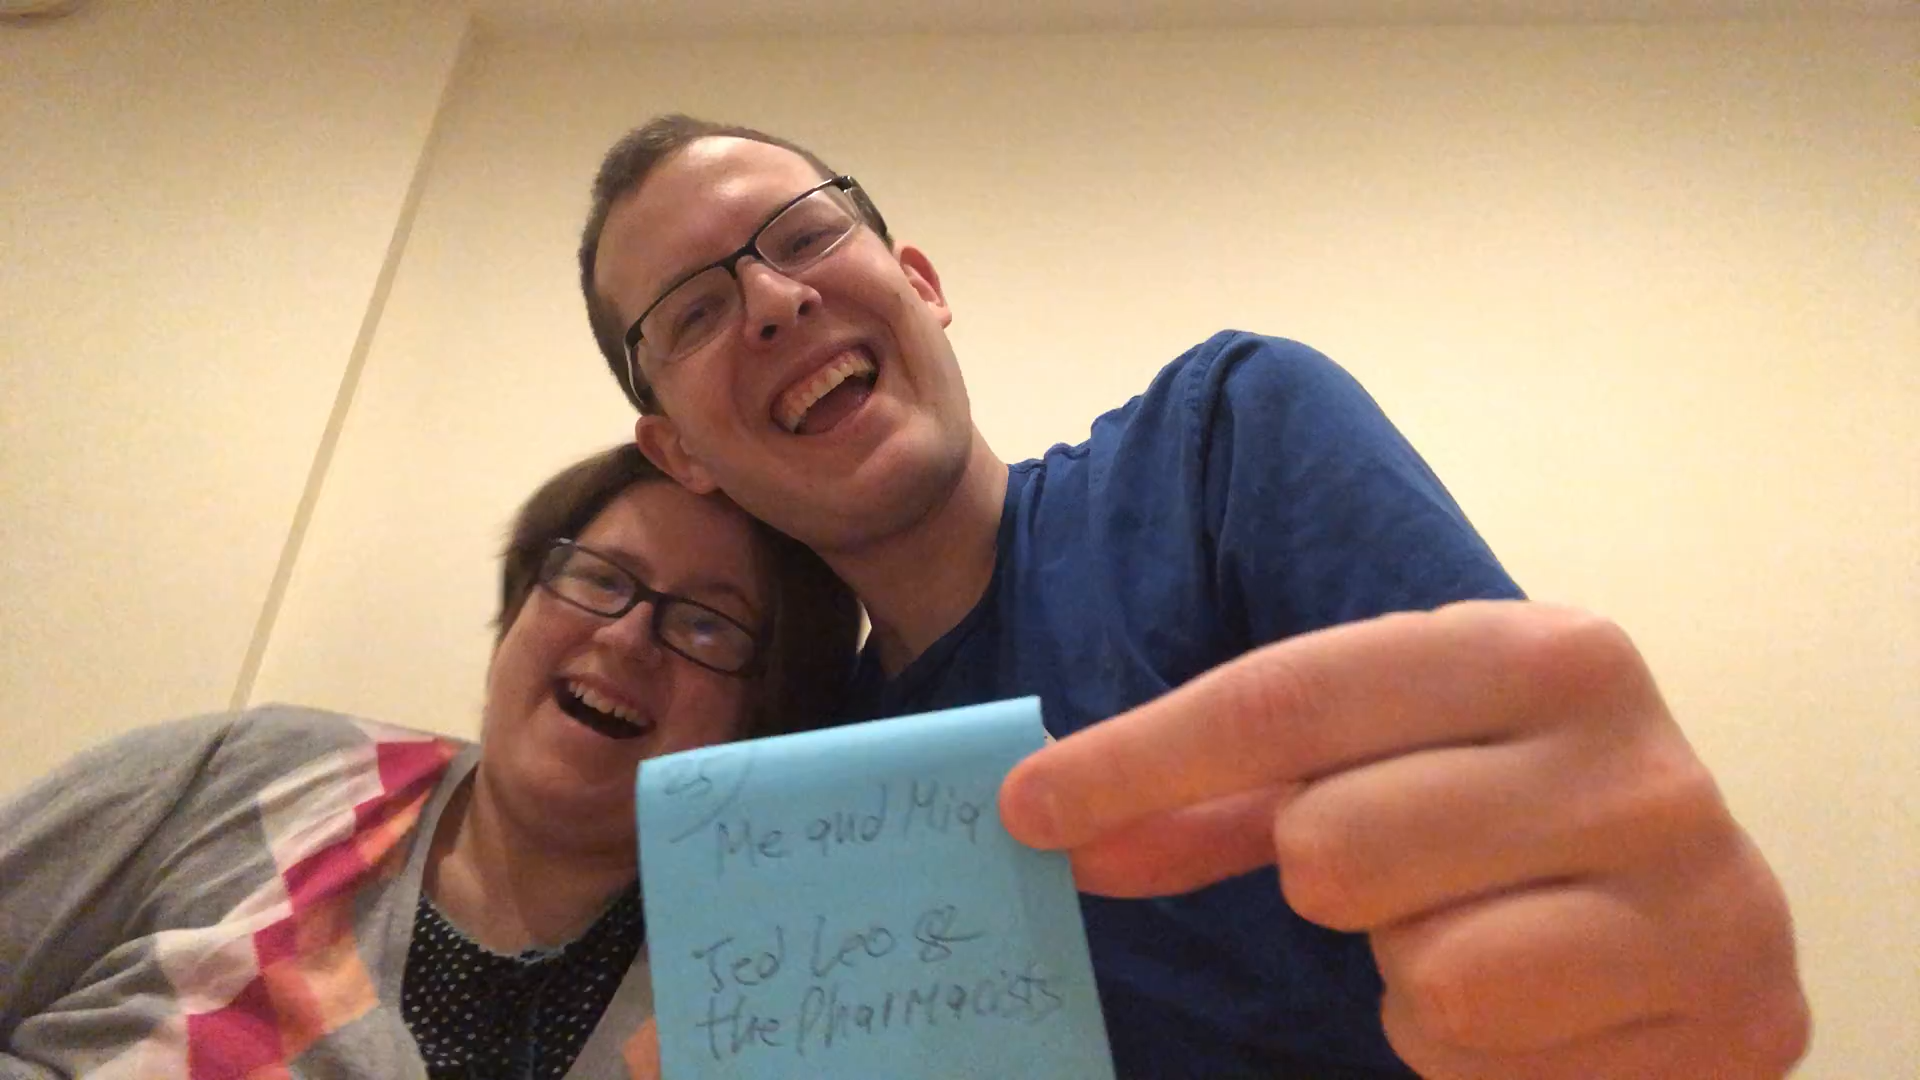 Me and Mia
Ted Leo &
the Pharmacists